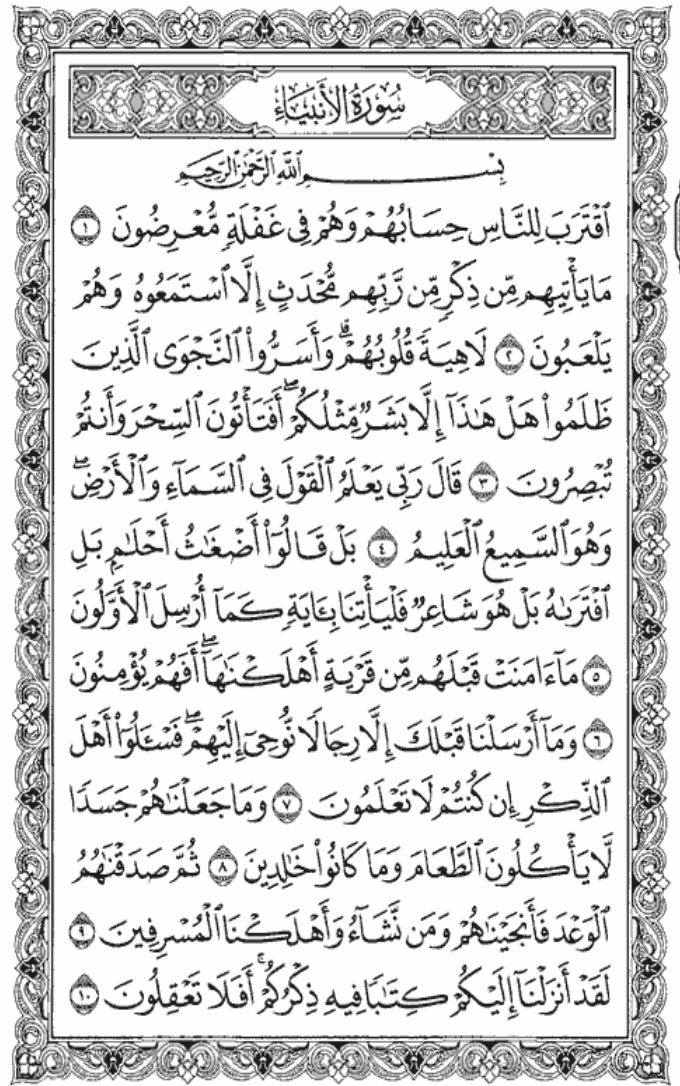 سُورَةُ الأَنبِيَاءِ
بِسْمِ ٱللَّهِ ٱلرَّحْمَٰنِ ٱلرَّحِيمِ
ٱقْتَرَبَ لِلنَّاسِ حِسَابُهُمْ وَهُمْ فِى غَفْلَةٍ مُّعْرِضُونَ ١
مَا يَأْتِيهِم مِّن ذِكْرٍ مِّن رَّبِّهِم مُّحْدَثٍ إِلَّا ٱسْتَمَعُوهُ وَهُمْ
يَلْعَبُونَ ٢ لَاهِيَةً قُلُوبُهُمْ ۗ وَأَسَرُّوا۟ ٱلنَّجْوَى ٱلَّذِينَ
ظَلَمُوا۟ هَلْ هَٰذَآ إِلَّا بَشَرٌ مِّثْلُكُمْ ۖ أَفَتَأْتُونَ ٱلسِّحْرَ وَأَنتُمْ
تُبْصِرُونَ ٣ قَالَ رَبِّى يَعْلَمُ ٱلْقَوْلَ فِى ٱلسَّمَآءِ وَٱلْأَرْضِ ۖ
وَهُوَ ٱلسَّمِيعُ ٱلْعَلِيمُ ٤ بَلْ قَالُوٓا۟ أَضْغَٰثُ أَحْلَٰمٍۭ بَلِ
ٱفْتَرَىٰهُ بَلْ هُوَ شَاعِرٌ فَلْيَأْتِنَا بِـَٔايَةٍ كَمَآ أُرْسِلَ ٱلْأَوَّلُونَ
٥ مَآ ءَامَنَتْ قَبْلَهُم مِّن قَرْيَةٍ أَهْلَكْنَٰهَآ ۖ أَفَهُمْ يُؤْمِنُونَ
٦ وَمَآ أَرْسَلْنَا قَبْلَكَ إِلَّا رِجَالًا نُّوحِىٓ إِلَيْهِمْ ۖ فَسْـَٔلُوٓا۟ أَهْلَ
ٱلذِّكْرِ إِن كُنتُمْ لَا تَعْلَمُونَ ٧ وَمَا جَعَلْنَٰهُمْ جَسَدًا
لَّا يَأْكُلُونَ ٱلطَّعَامَ وَمَا كَانُوا۟ خَٰلِدِينَ ٨ ثُمَّ صَدَقْنَٰهُمُ
ٱلْوَعْدَ فَأَنجَيْنَٰهُمْ وَمَن نَّشَآءُ وَأَهْلَكْنَا ٱلْمُسْرِفِينَ ٩
لَقَدْ أَنزَلْنَآ إِلَيْكُمْ كِتَٰبًا فِيهِ ذِكْرُكُمْ ۖ أَفَلَا تَعْقِلُونَ ١٠